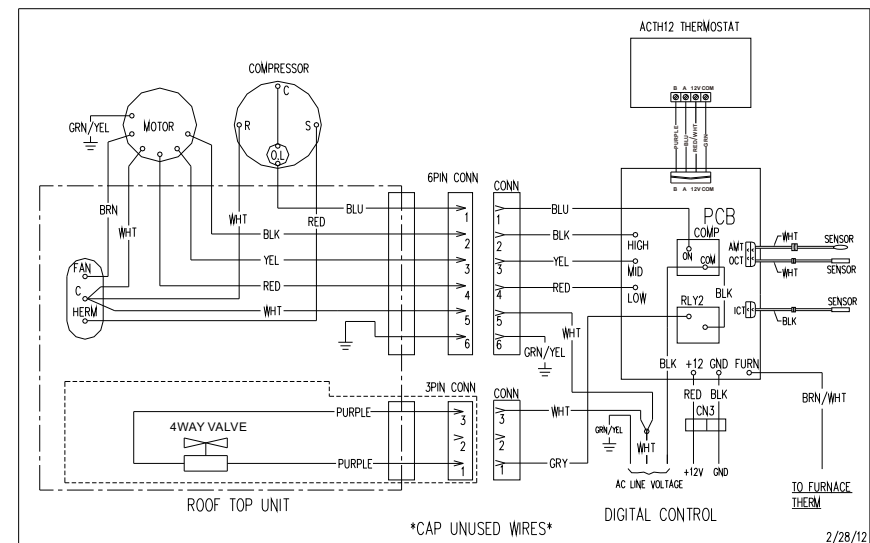 ACTH12 THERMOSTAT
B A 12V COM
PURPLE
BLU
RED/WHT
GRN
B A 12V COM
COMPRESSOR
C
R
S
O.L
MOTOR
GRN/YEL
BRN
WHT
WHT
RED
FAN
C
HERM
6PIN CONN
CONN
BLU
1
1
BLU
BLK
2
2
BLK
YEL
3
3
YEL
RED
4
4
RED
WHT
5
5
WHT
6
6
GRN/YEL
PCB
COMP
ON
COM
HIGH
MID
LOW
RLY2
BLK
AMT
OCT
WHT
SENSOR
WHT
SENSOR
ICT
BLK
SENSOR
BLK
+12 GND FURN
RED BLK
CN3
+12V GND
BRN/WHT
TO FURNACE
THERM
3PIN CONN
CONN
PURPLE
3
3
WHT
2
2
PURPLE
1
1
GRY
4WAY VALVE
GRN/YEL
WHT
AC LINE VOLTAGE
ROOF TOP UNIT
DIGITAL CONTROL
*CAP UNUSED WIRES*
2/28/12